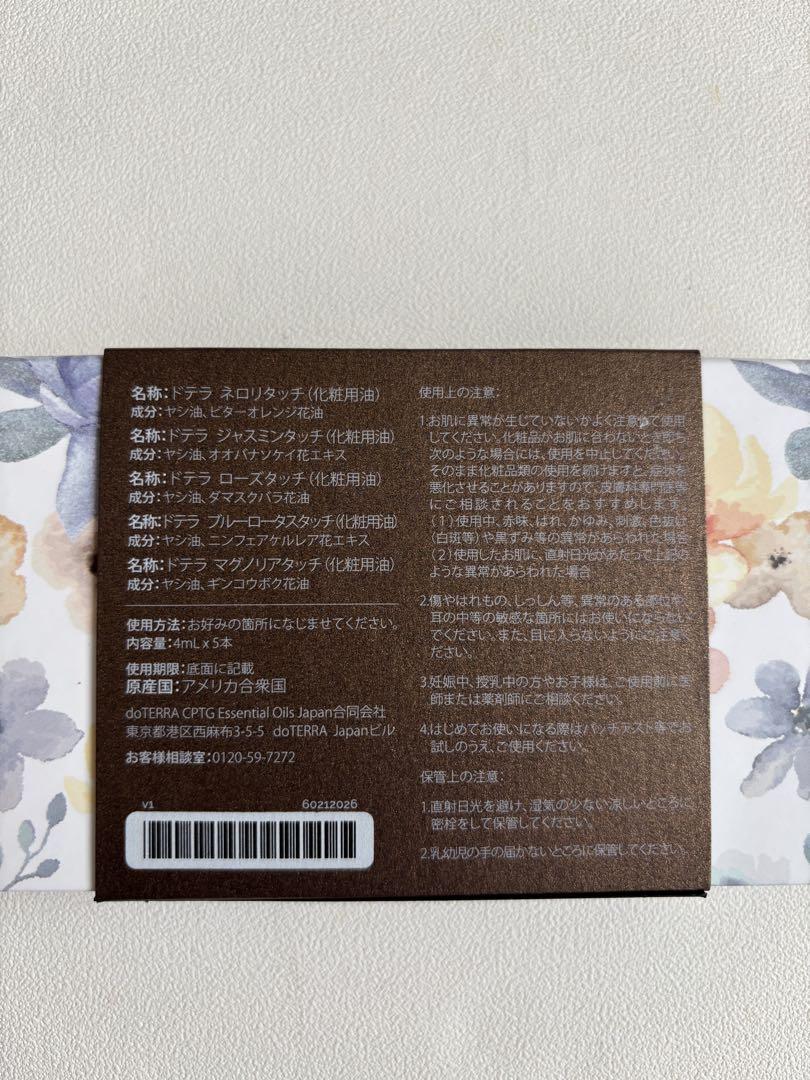 名称:ドテラ ネロリタッチ(化粧用油)
成分:ヤシ油、ビターオレンジ花油
名称:ドテラ ジャスミンタッチ(化粧用油)
成分:ヤシ油、オオバナソケイ花エキス
名称:ドテラ ローズタッチ(化粧用油)
成分:ヤシ油、ダマスクバラ花油
名称:ドテラ ブルーロータスタッチ(化粧用油)
成分:ヤシ油、ニンフェアケルレア花エキス
名称:ドテラ マグノリアタッチ(化粧用油)
成分:ヤシ油、ギンコウボク花油
使用方法:お好みの箇所になじませてください。
内容量:4mL x 5本
使用期限:底面に記載
原産国:アメリカ合衆国
doTERRA CPTG Essential Oils Japan合同会社
東京都港区西麻布3-5-5 doTERRA Japanビル
お客様相談室:0120-59-7272
v1 60212026
使用上の注意:
1.お肌に異常が生じていないかよく注意して使用
してください。化粧品がお肌に合わないとき即ち
次のような場合には、使用を中止してください。
そのまま化粧品類の使用を続けますと、症状を
悪化させることがありますので、皮膚科専門医等
にご相談されることをおすすめします。
(1)使用中、赤味、はれ、かゆみ、刺激、色抜け
(白斑等)や黒ずみ等の異常があらわれた場合
(2)使用したお肌に、直射日光があたって上記の
ような異常があらわれた場合
2.傷やはれもの、しっしん等、異常のある部位や、
耳の中等の敏感な箇所にはお使いにならない
でください。また、目に入らないようにご注意く
ださい。
3.妊娠中、授乳中の方やお子様は、ご使用前に医
師または薬剤師にご相談ください。
4.はじめてお使いになる際はパッチテスト等でお
試しのうえ、ご使用ください。
保管上の注意:
1.直射日光を避け、湿気の少ない涼しいところに
密栓をして保管してください。
2.乳幼児の手の届かないところに保管してください。